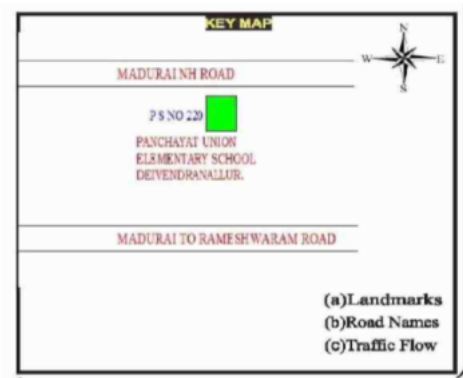 KEY MAP
N
W E
S
MADURAI NH ROAD
P S NO 220
PANCHAYAT UNION
ELEMENTARY SCHOOL
DEIVENDRANALLUR.
MADURAI TO RAMESHWARAM ROAD
(a)Landmarks
(b)Road Names
(c)Traffic Flow